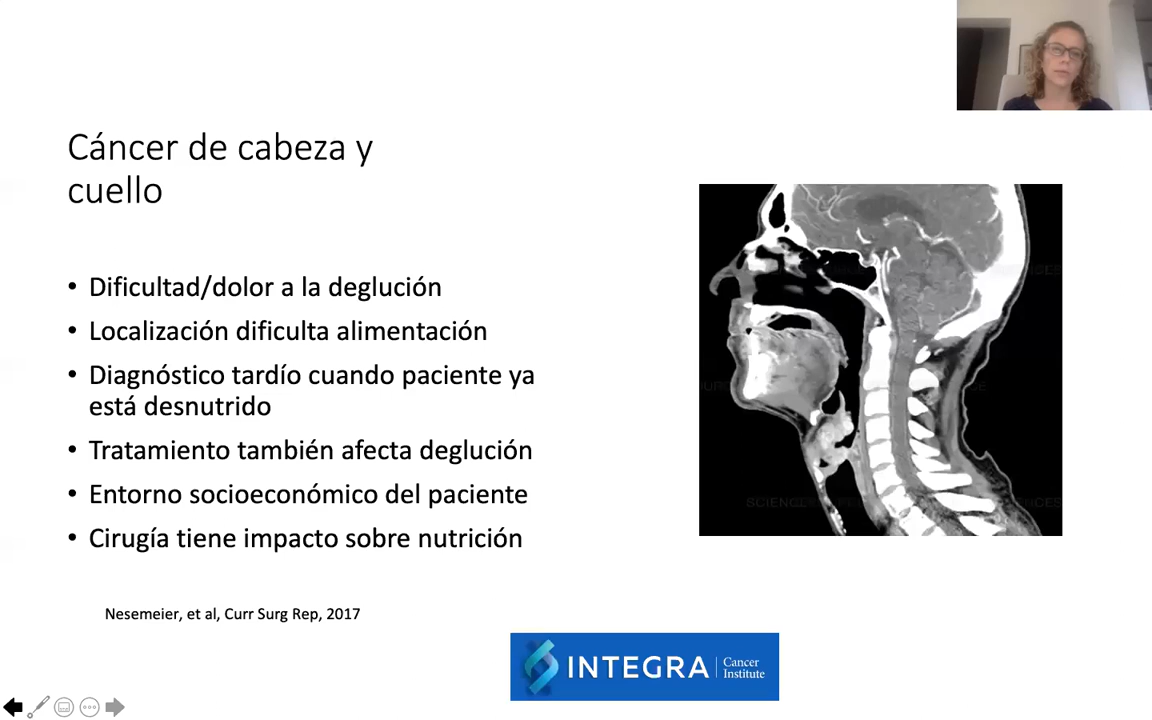 Cáncer de cabeza y
cuello
• Dificultad/dolor a la deglución
• Localización dificulta alimentación
• Diagnóstico tardío cuando paciente ya
está desnutrido
• Tratamiento también afecta deglución
• Entorno socioeconómico del paciente
• Cirugía tiene impacto sobre nutrición
Nesemeier, et al, Curr Surg Rep, 2017
INTEGRA
Cancer
Institute